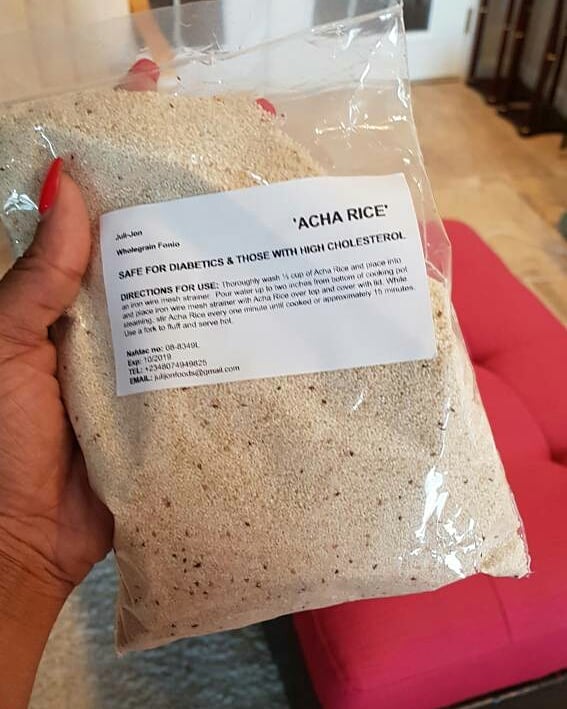 Juli-Jon
'ACHA RICE'
Wholegrain Fonio
SAFE FOR DIABETICS & THOSE WITH HIGH CHOLESTEROL
DIRECTIONS FOR USE: Thoroughly wash ½ cup of Acha Rice and place into
an iron wire mesh strainer. Pour water up to two inches from bottom of cooking pot
and place iron wire mesh strainer with Acha Rice over top and cover with lid. While
steaming, stir Acha Rice every one minute until cooked or approximately 15 minutes.
Use a fork to fluff and serve hot.
Nafdac no: 08-8349L
Exp: 10/2019
TEL: +2348074949825
EMAIL: julijonfoods@gmail.com